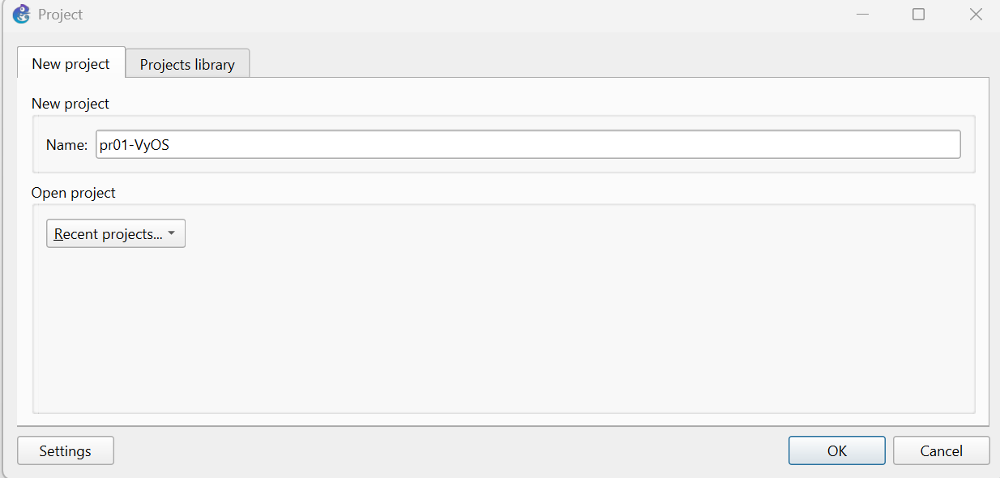 Project
New project
Projects library
New project
Name: pr01-VyOS
Open project
Recent projects...
Settings
OK
Cancel